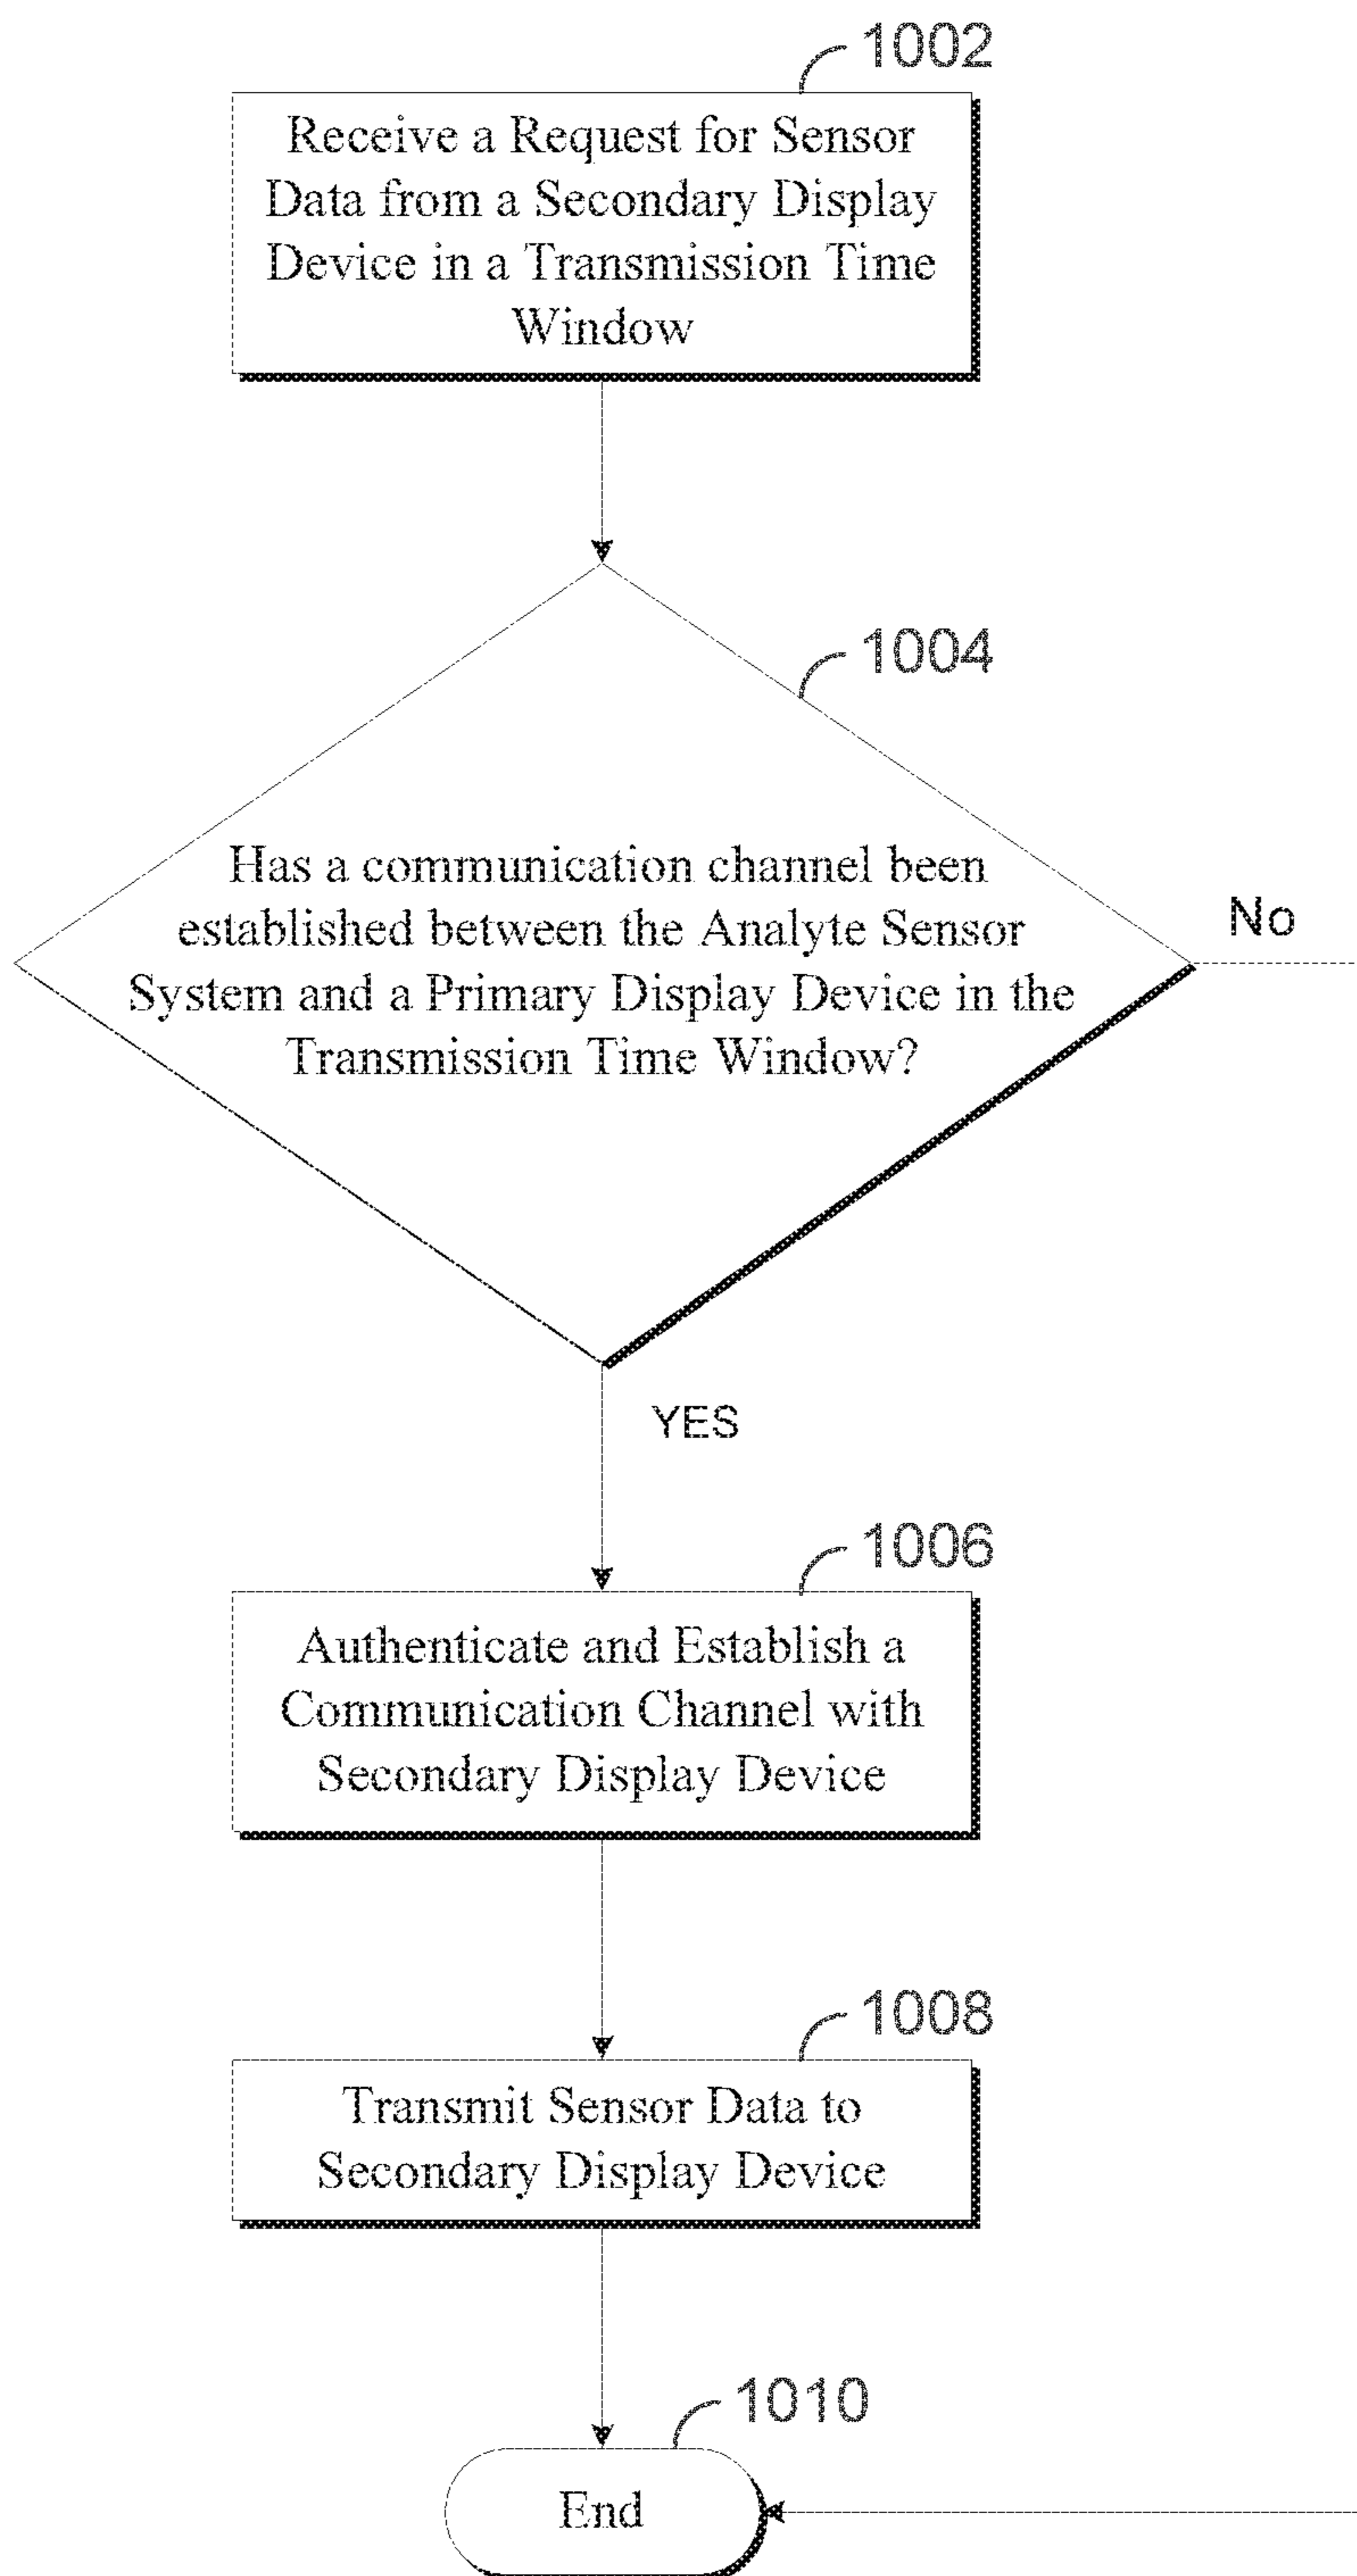 1002
Receive a Request for Sensor
Data from a Secondary Display
Device in a Transmission Time
Window
1004
Has a communication channel been
established between the Analyte Sensor
System and a Primary Display Device in the
Transmission Time Window?
No
YES
1006
Authenticate and Establish a
Communication Channel with
Secondary Display Device
1008
Transmit Sensor Data to
Secondary Display Device
1010
End